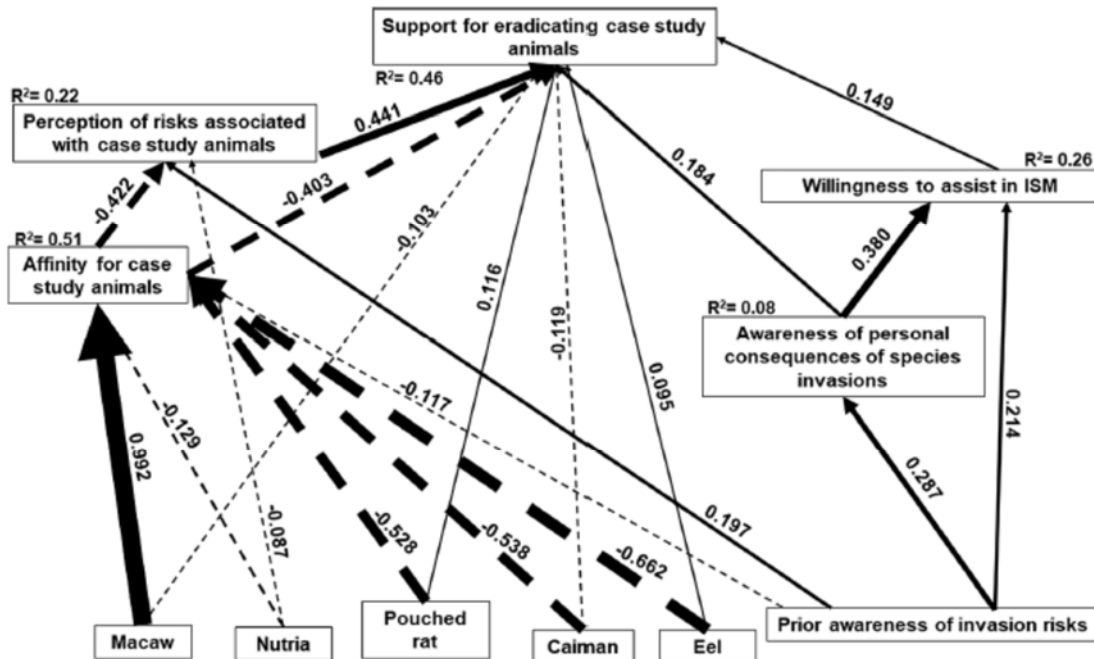 Support for eradicating case study
animals
R²= 0.46
R²= 0.22
Perception of risks associated
with case study animals
0.441
0.149
R²= 0.26
Willingness to assist in ISM
0.184
-0.403
-0.422
-0.103
R²= 0.51
Affinity for case
study animals
0.380
0.116
-0.119
R²= 0.08
Awareness of personal
consequences of species
invasions
0.095
-0.117
0.214
-0.129
0.992
0.287
-0.087
0.197
-0.528
-0.538
-0.662
Macaw
Nutria
Pouched
rat
Caiman
Eel
Prior awareness of invasion risks